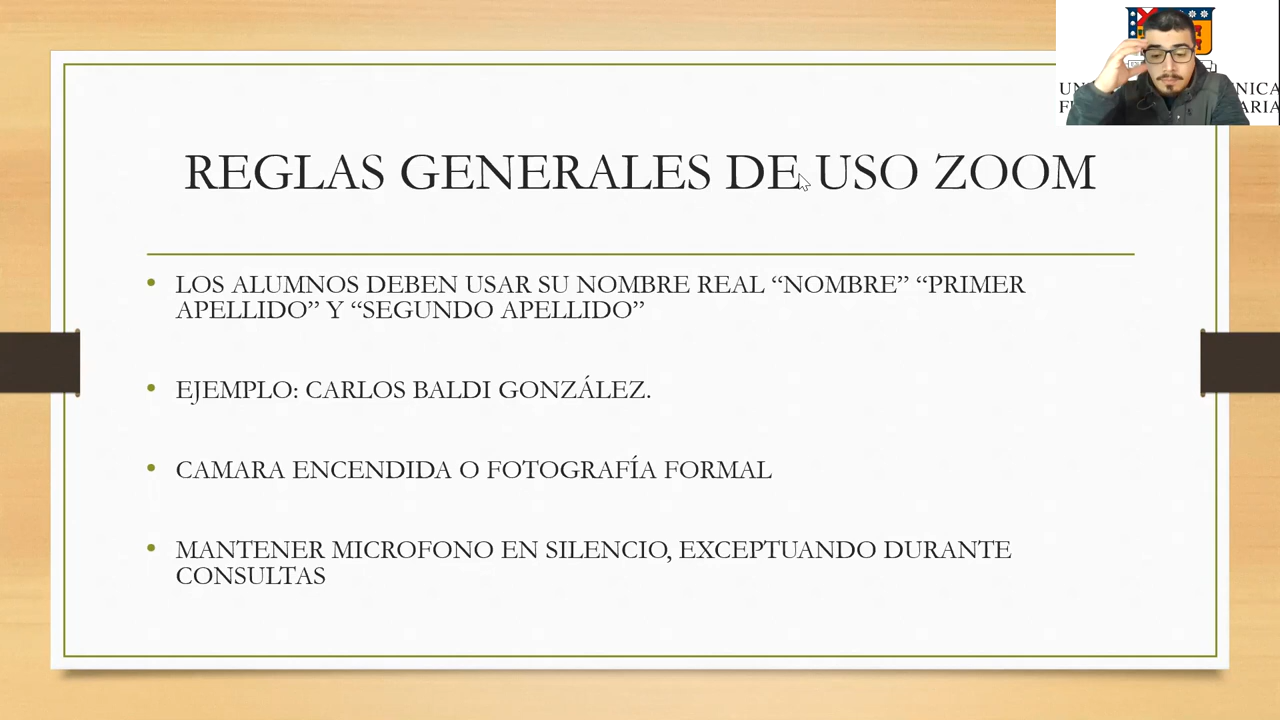 REGLAS GENERALES DE USO ZOOM
• LOS ALUMNOS DEBEN USAR SU NOMBRE REAL “NOMBRE” “PRIMER
APELLIDO” Y “SEGUNDO APELLIDO”
• EJEMPLO: CARLOS BALDI GONZÁLEZ.
• CAMARA ENCENDIDA O FOTOGRAFÍA FORMAL
• MANTENER MICROFONO EN SILENCIO, EXCEPTUANDO DURANTE
CONSULTAS